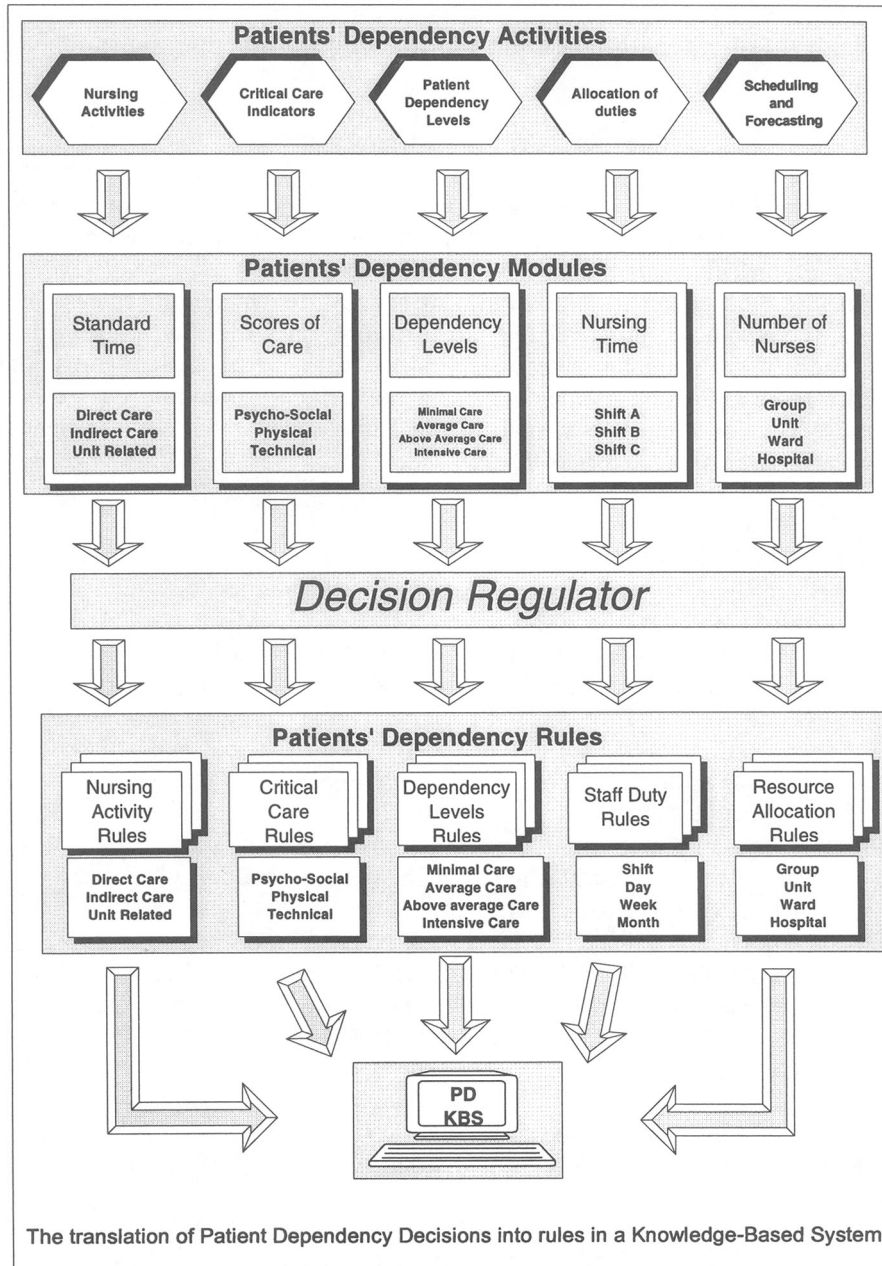 Patients' Dependency Activities
Nursing
Activities
Critical Care
Indicators
Patient
Dependency
Levels
Allocation of
duties
Scheduling
and
Forecasting
Patients' Dependency Modules
Standard
Time
Direct Care
Indirect Care
Unit Related
Scores of
Care
Psycho-Social
Physical
Technical
Dependency
Levels
Minimal Care
Average Care
Above Average Care
Intensive Care
Nursing
Time
Shift A
Shift B
Shift C
Number of
Nurses
Group
Unit
Ward
Hospital
Decision Regulator
Patients' Dependency Rules
Nursing
Activity
Rules
Direct Care
Indirect Care
Unit Related
Critical
Care
Rules
Psycho-Social
Physical
Technical
Dependency
Levels
Rules
Minimal Care
Average Care
Above average Care
Intensive Care
Staff Duty
Rules
Shift
Day
Week
Month
Resource
Allocation
Rules
Group
Unit
Ward
Hospital
PD
KBS
The translation of Patient Dependency Decisions into rules in a Knowledge-Based System